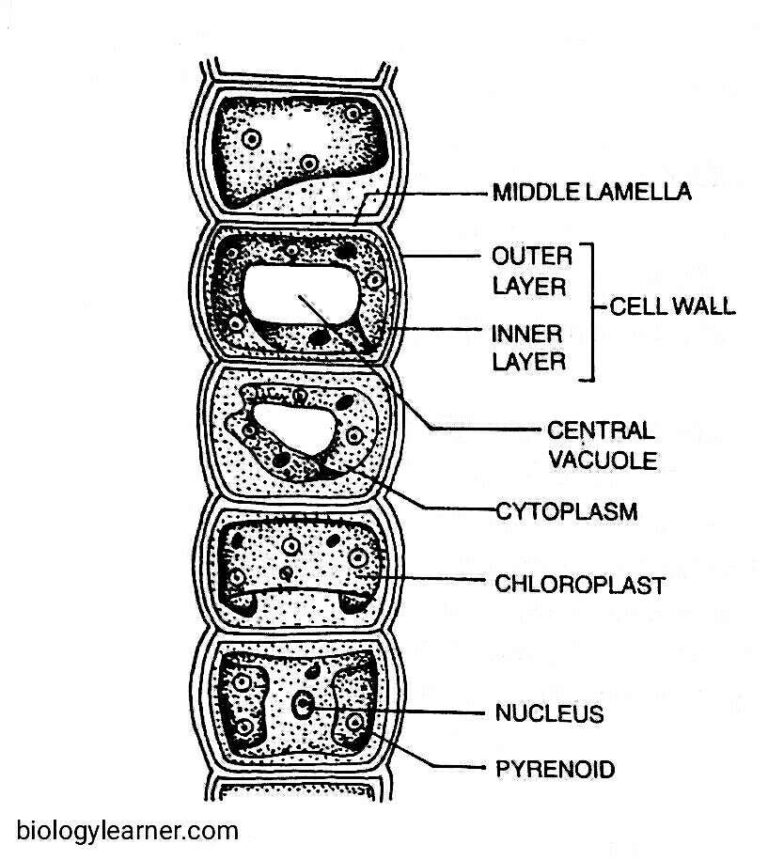 MIDDLE LAMELLA
OUTER
LAYER
CELL WALL
INNER
LAYER
CENTRAL
VACUOLE
CYTOPLASM
CHLOROPLAST
NUCLEUS
PYRENOID
biologylearner.com